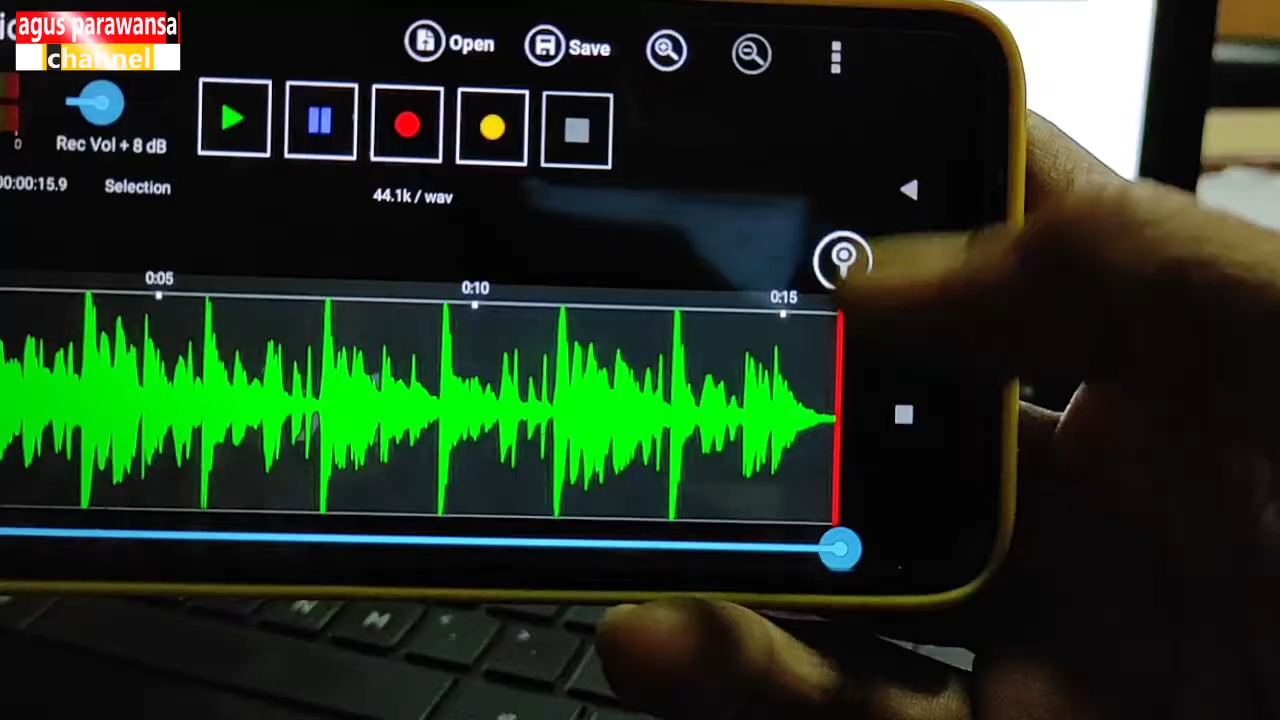 agus parawansa
channel
Open
Save
0
Rec Vol + 8 dB
00:00:15.9
Selection
44.1k / wav
0:05
0:10
0:15
N
M